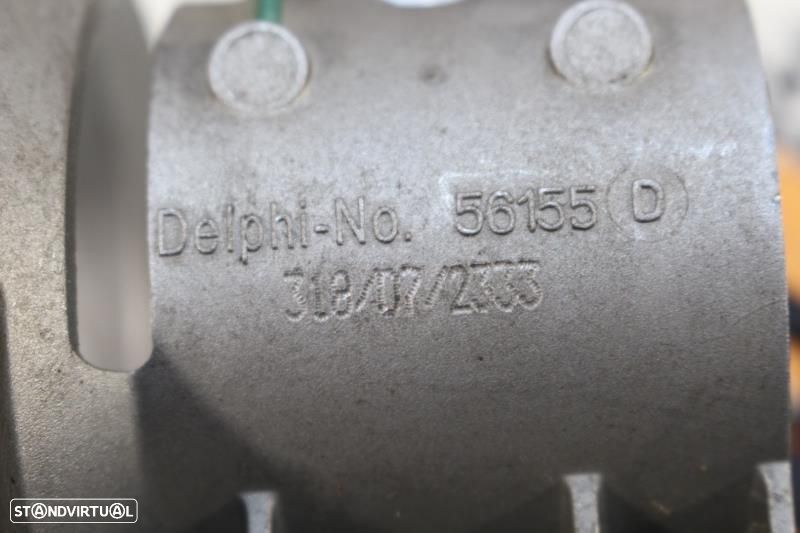 Delphi-No. 56155 D
318/07/2333
STANDVIRTUAL